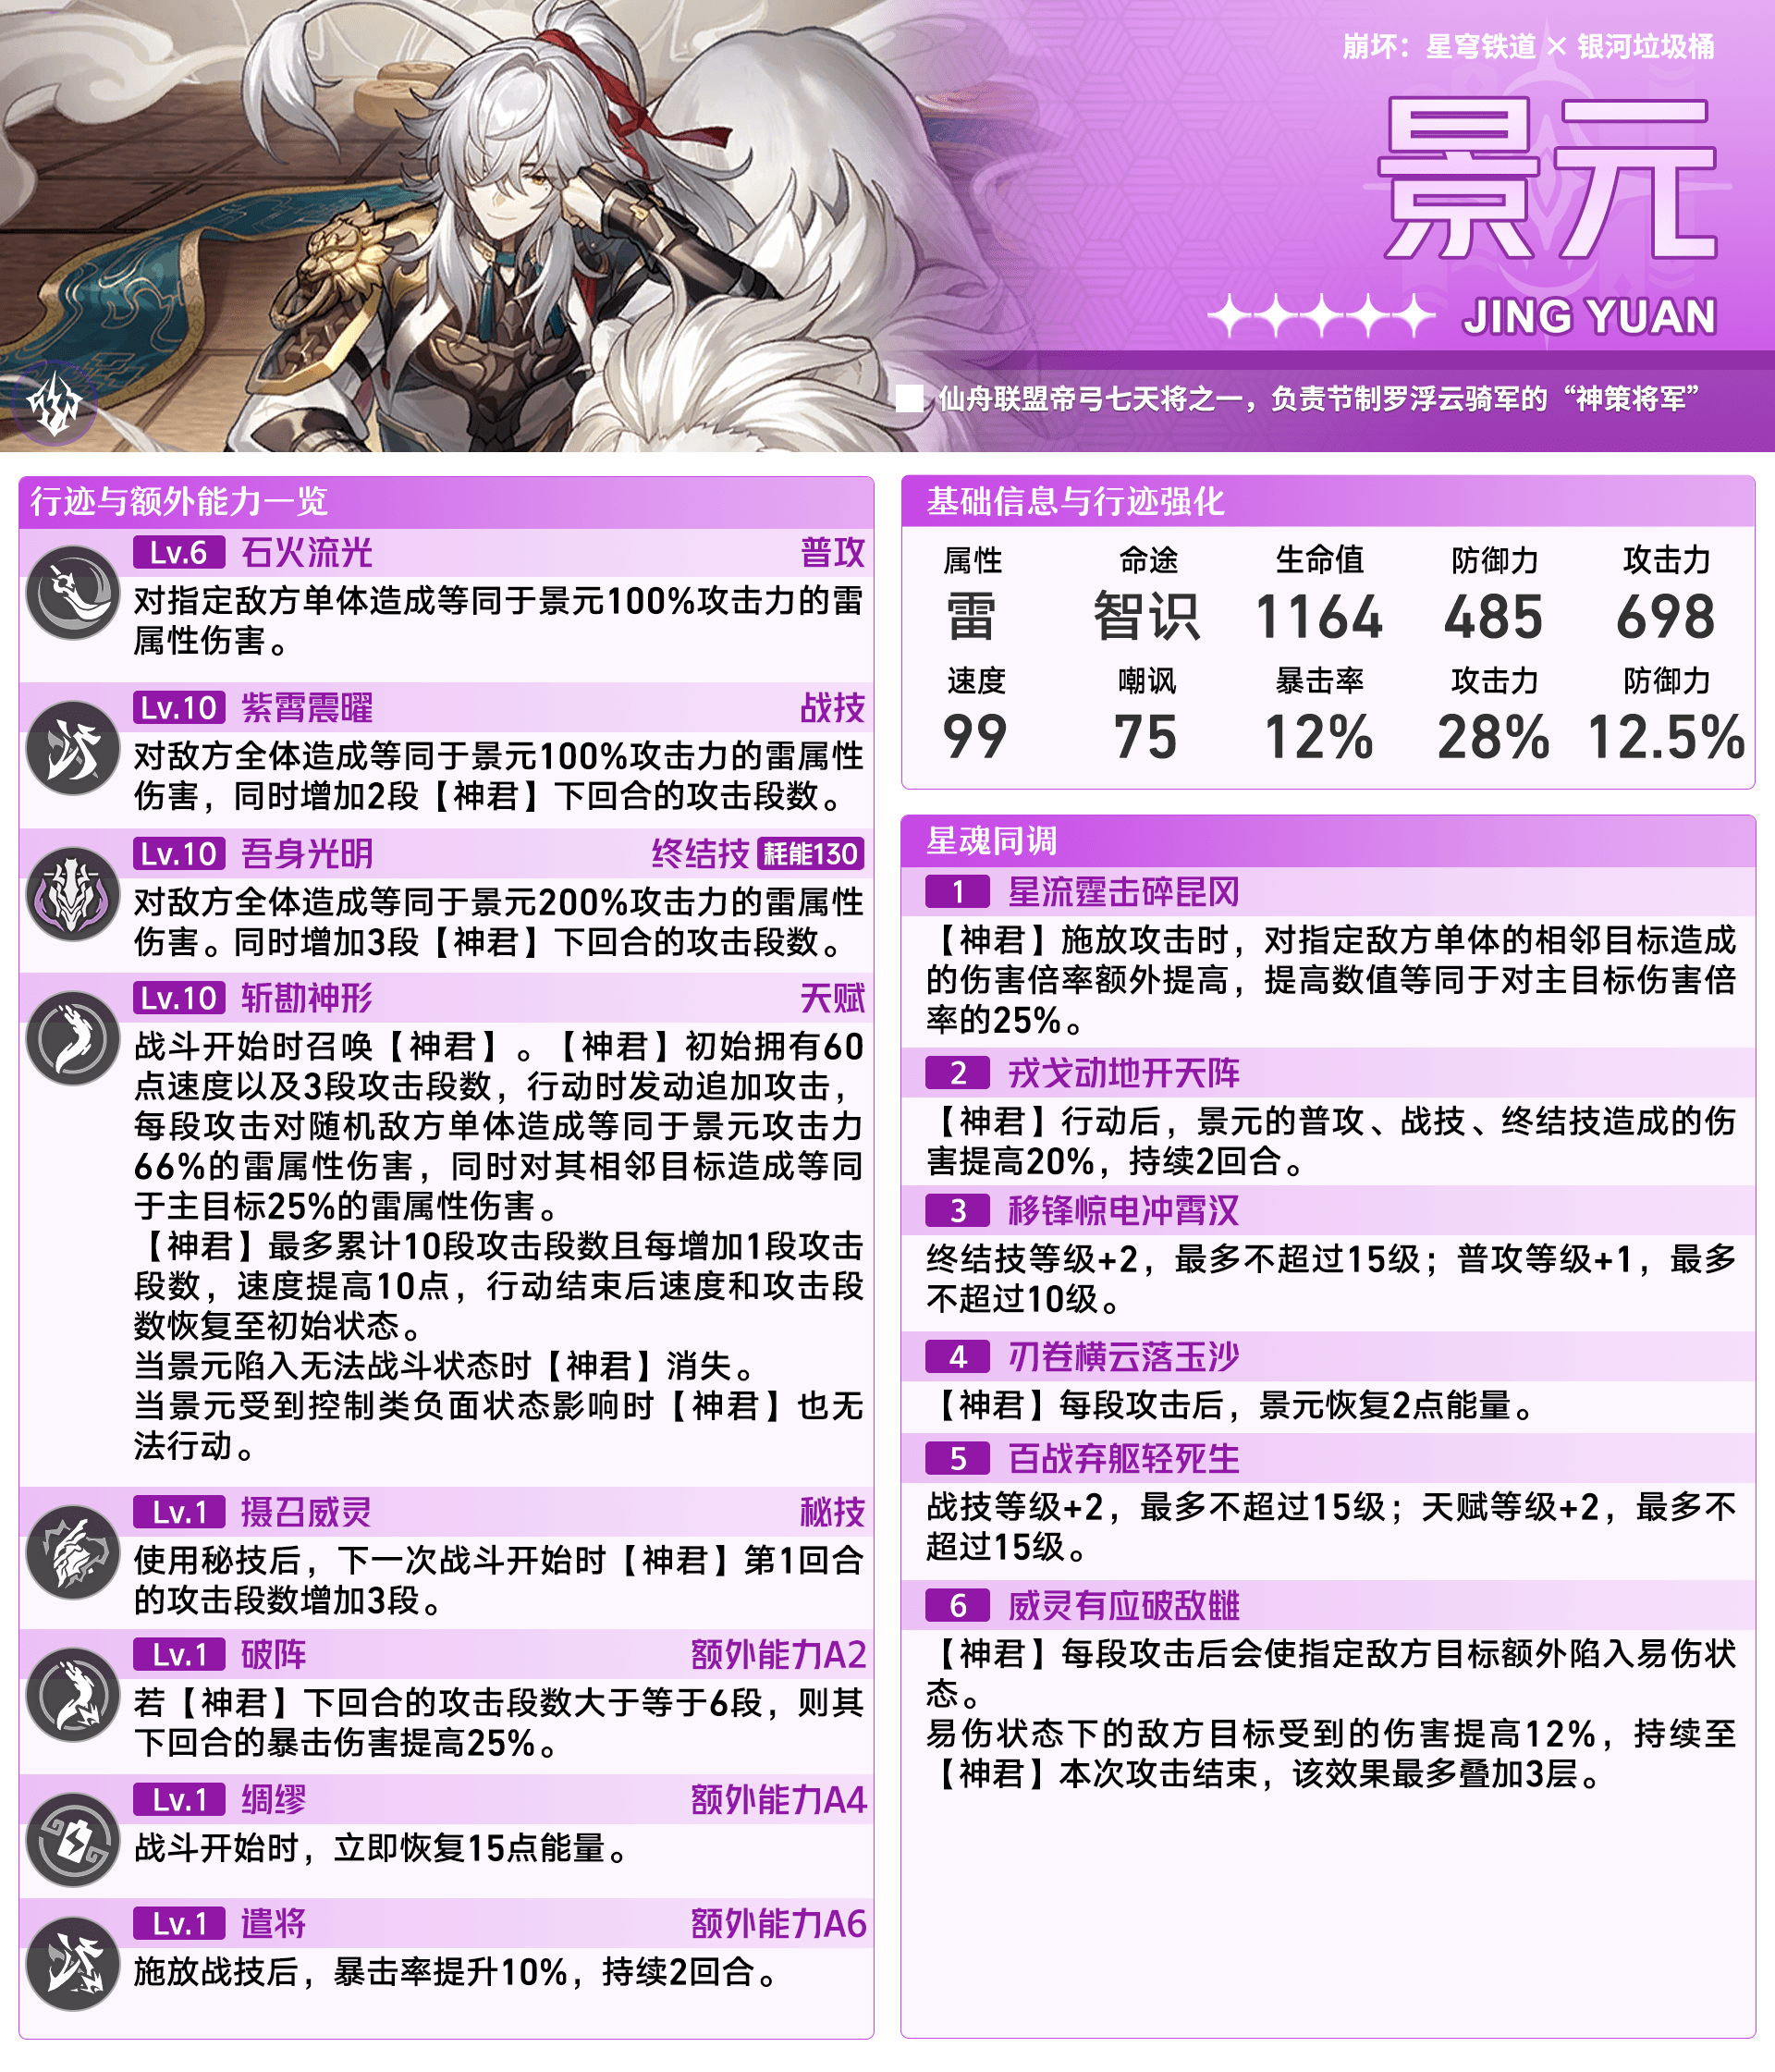 崩坏：星穹铁道 × 银河垃圾桶
景元
JING YUAN
仙舟联盟帝弓七天将之一，负责节制罗浮云骑军的“神策将军”
行迹与额外能力一览
Lv.6 石火流光 普攻
对指定敌方单体造成等同于景元100%攻击力的雷
属性伤害。
Lv.10 紫霄震曜 战技
对敌方全体造成等同于景元100%攻击力的雷属性
伤害，同时增加2段【神君】下回合的攻击段数。
Lv.10 吾身光明 终结技 耗能130
对敌方全体造成等同于景元200%攻击力的雷属性
伤害。同时增加3段【神君】下回合的攻击段数。
Lv.10 斩勘神形 天赋
战斗开始时召唤【神君】。【神君】初始拥有60
点速度以及3段攻击段数，行动时发动追加攻击，
每段攻击对随机敌方单体造成等同于景元攻击力
66%的雷属性伤害，同时对其相邻目标造成等同
于主目标25%的雷属性伤害。
【神君】最多累计10段攻击段数且每增加1段攻击
段数，速度提高10点，行动结束后速度和攻击段
数恢复至初始状态。
当景元陷入无法战斗状态时【神君】消失。
当景元受到控制类负面状态影响时【神君】也无
法行动。
Lv.1 摄召威灵 秘技
使用秘技后，下一次战斗开始时【神君】第1回合
的攻击段数增加3段。
Lv.1 破阵 额外能力A2
若【神君】下回合的攻击段数大于等于6段，则其
下回合的暴击伤害提高25%。
Lv.1 绸缪 额外能力A4
战斗开始时，立即恢复15点能量。
Lv.1 遣将 额外能力A6
施放战技后，暴击率提升10%，持续2回合。
基础信息与行迹强化
属性 命途 生命值 防御力 攻击力
雷 智识 1164 485 698
速度 嘲讽 暴击率 攻击力 防御力
99 75 12% 28% 12.5%
星魂同调
1 星流霆击碎昆冈
【神君】施放攻击时，对指定敌方单体的相邻目标造成
的伤害倍率额外提高，提高数值等同于对主目标伤害倍
率的25%。
2 戎戈动地开天阵
【神君】行动后，景元的普攻、战技、终结技造成的伤
害提高20%，持续2回合。
3 移锋惊电冲霄汉
终结技等级+2，最多不超过15级；普攻等级+1，最多
不超过10级。
4 刃卷横云落玉沙
【神君】每段攻击后，景元恢复2点能量。
5 百战弃躯轻死生
战技等级+2，最多不超过15级；天赋等级+2，最多不
超过15级。
6 威灵有应破敌雠
【神君】每段攻击后会使指定敌方目标额外陷入易伤状
态。
易伤状态下的敌方目标受到的伤害提高12%，持续至
【神君】本次攻击结束，该效果最多叠加3层。